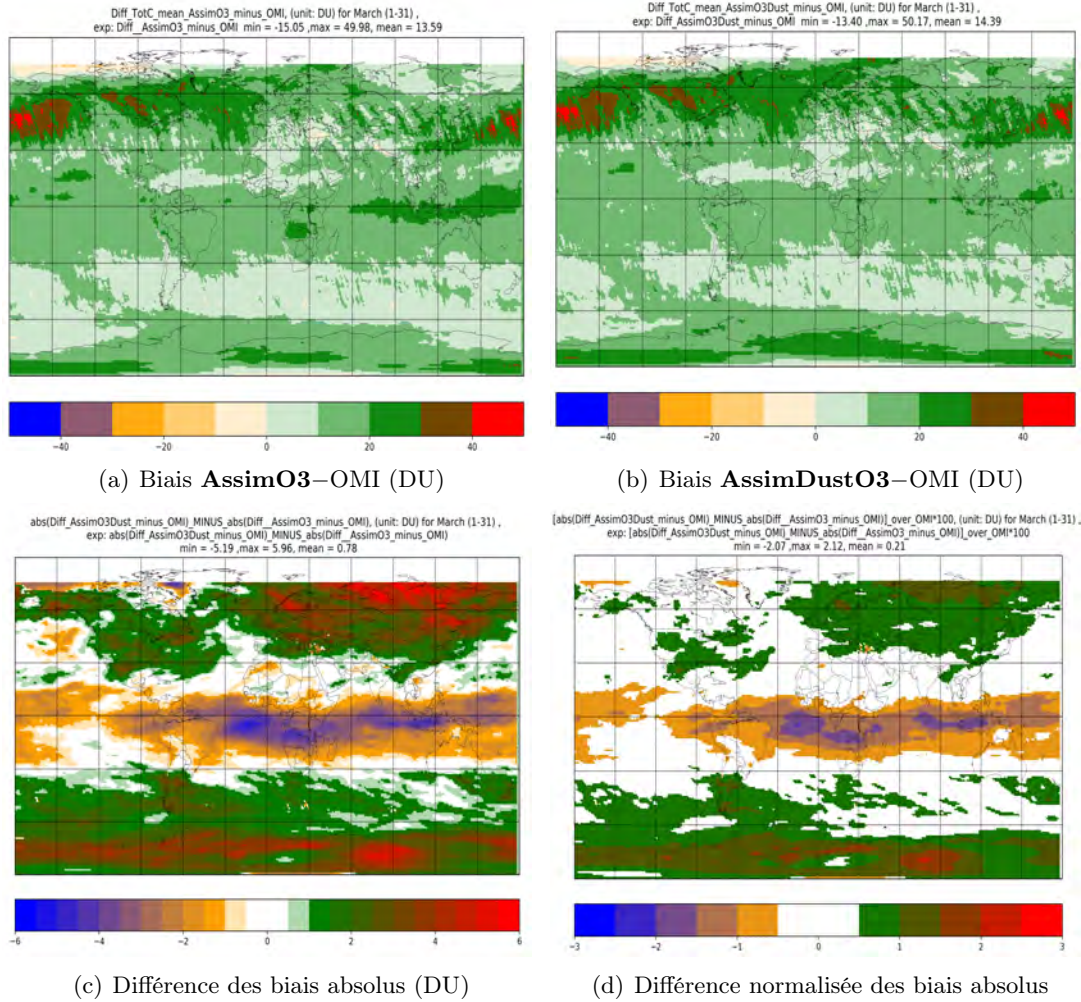 Diff_TotC_mean_AssimO3_minus_OMI, (unit: DU) for March (1-31) ,
exp: Diff__AssimO3_minus_OMI min = -15.05 ,max = 49.98, mean = 13.59
−40 −20 0 20 40
(a) Biais AssimO3−OMI (DU)
Diff_TotC_mean_AssimO3Dust_minus_OMI, (unit: DU) for March (1-31) ,
exp: Diff_AssimO3Dust_minus_OMI min = -13.40 ,max = 50.17, mean = 14.39
−40 −20 0 20 40
(b) Biais AssimDustO3−OMI (DU)
abs(Diff_AssimO3Dust_minus_OMI)_MINUS_abs(Diff__AssimO3_minus_OMI), (unit: DU) for March (1-31) ,
exp: abs(Diff_AssimO3Dust_minus_OMI)_MINUS_abs(Diff__AssimO3_minus_OMI)
min = -5.19 ,max = 5.96, mean = 0.78
−6 −4 −2 0 2 4 6
(c) Différence des biais absolus (DU)
[abs(Diff_AssimO3Dust_minus_OMI)_MINUS_abs(Diff__AssimO3_minus_OMI)]_over_OMI*100, (unit: DU) for March (1-31) ,
exp: [abs(Diff_AssimO3Dust_minus_OMI)_MINUS_abs(Diff__AssimO3_minus_OMI)]_over_OMI*100
min = -2.07 ,max = 2.12, mean = 0.21
−3 −2 −1 0 1 2 3
(d) Différence normalisée des biais absolus